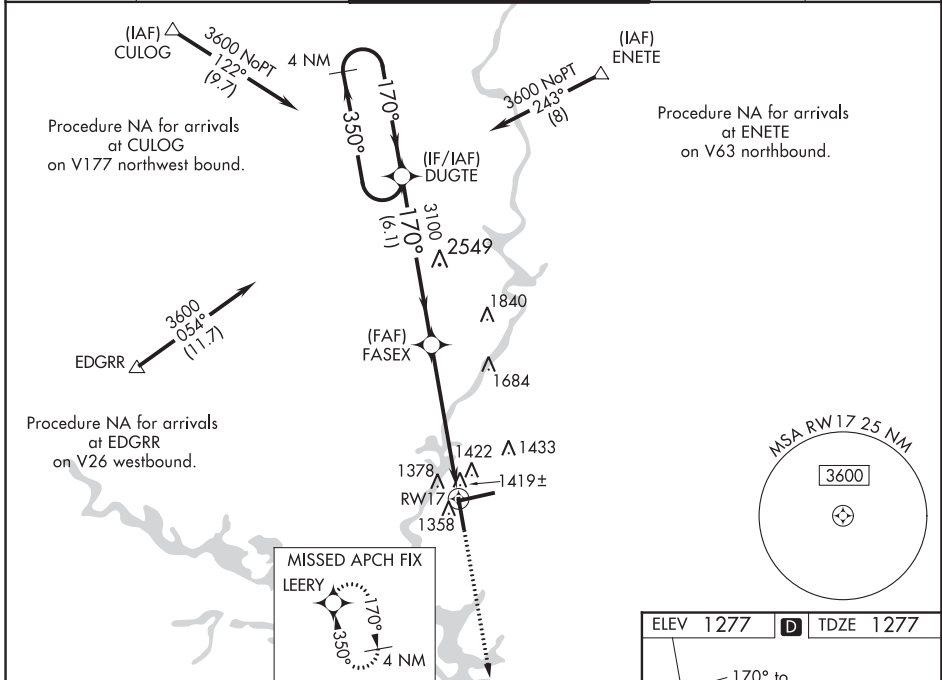 (IAF)
CULOG
3600 NoPT
122°
(9.7)
4 NM
170°
350°
(IAF)
ENETE
3600 NoPT
243°
(8)
Procedure NA for arrivals
at CULOG
on V177 northwest bound.
Procedure NA for arrivals
at ENETE
on V63 northbound.
(IF/IAF)
DUGTE
3100
170°
(6.1)
2549
1840
3600
054°
(11.7)
EDGRR
(FAF)
FASEX
1684
Procedure NA for arrivals
at EDGRR
on V26 westbound.
1422
1433
1378
1419±
RW17
1358
MSA RW17 25 NM
3600
MISSED APCH FIX
LEERY
170°
350°
4 NM
ELEV 1277 D TDZE 1277
170° to